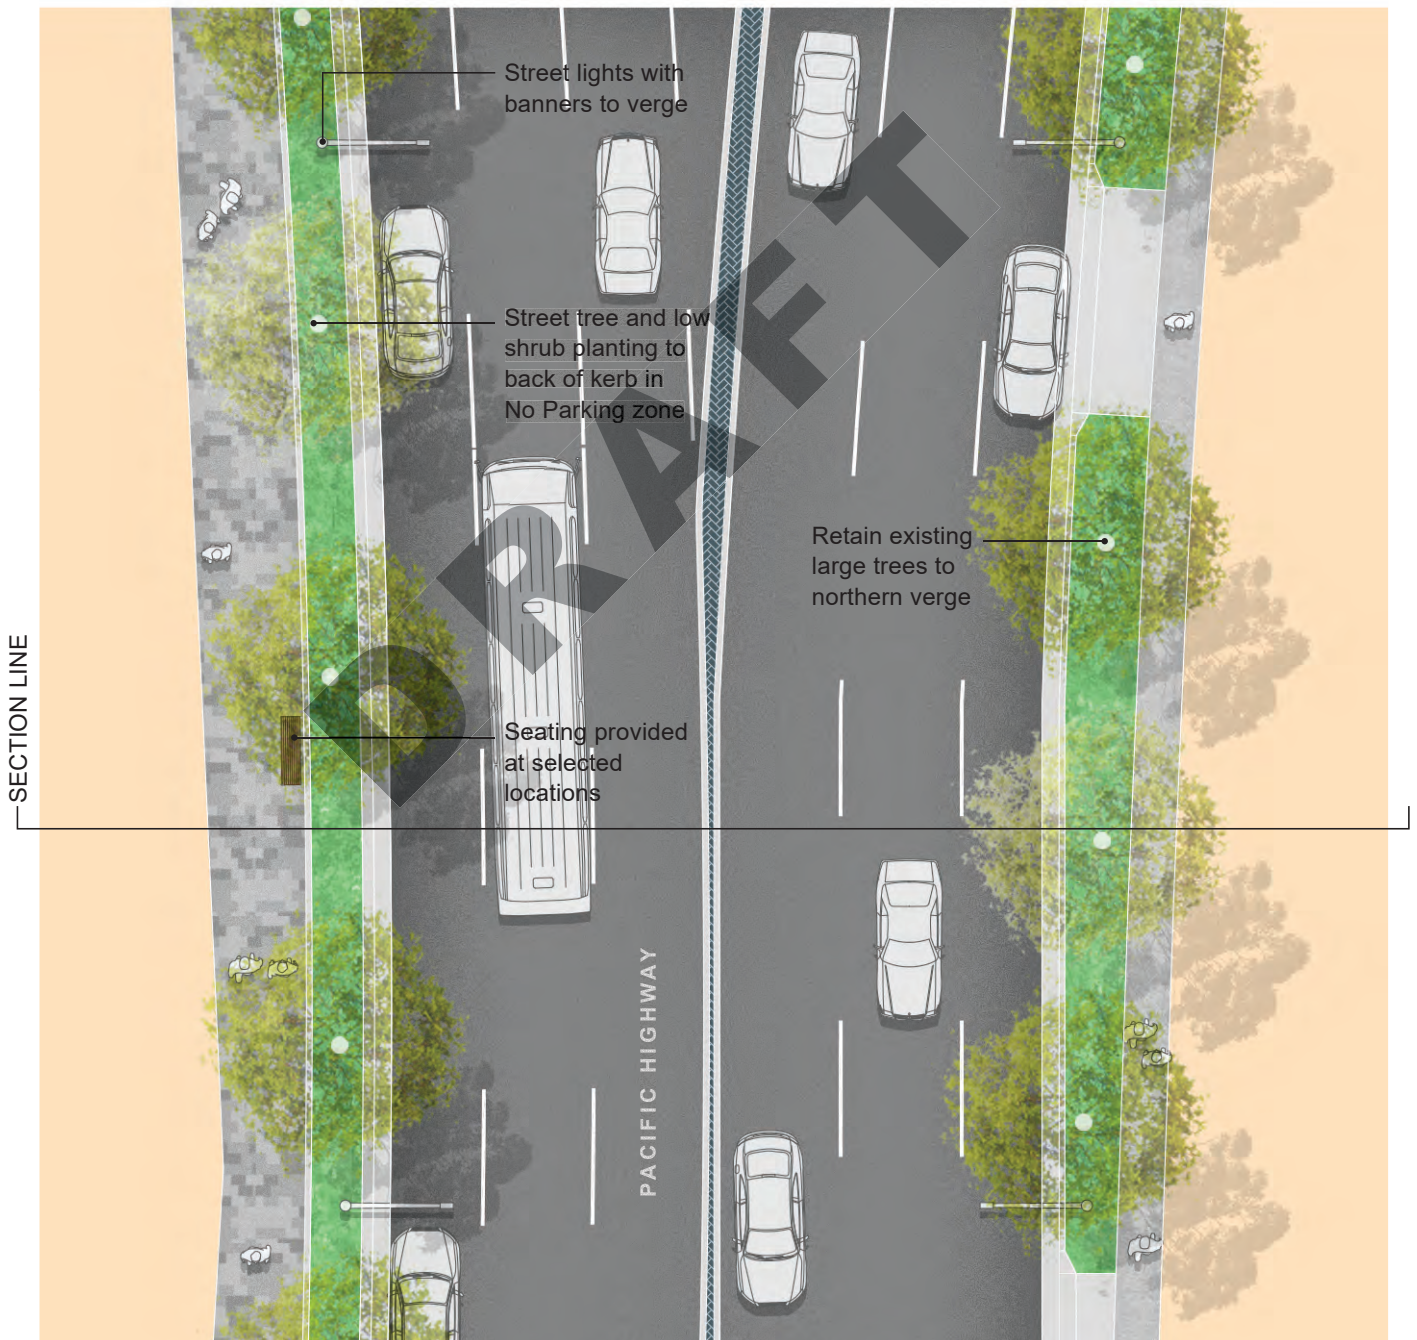 Street lights with
banners to verge
Street tree and low
shrub planting to
back of kerb in
No Parking zone
Retain existing
large trees to
northern verge
SECTION LINE
Seating provided
at selected
locations
PACIFIC HIGHWAY
DRAFT